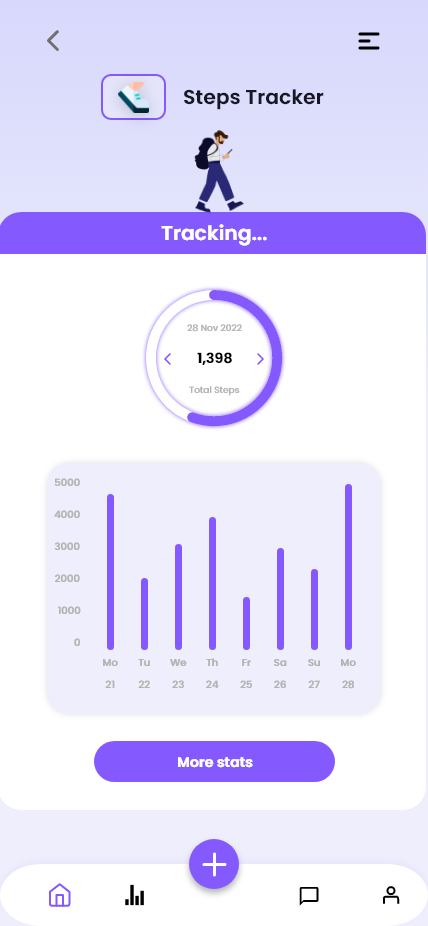 Steps Tracker
Tracking...
28 Nov 2022
1,398
Total Steps
5000
4000
3000
2000
1000
0
Mo Tu We Th Fr Sa Su Mo
21 22 23 24 25 26 27 28
More stats